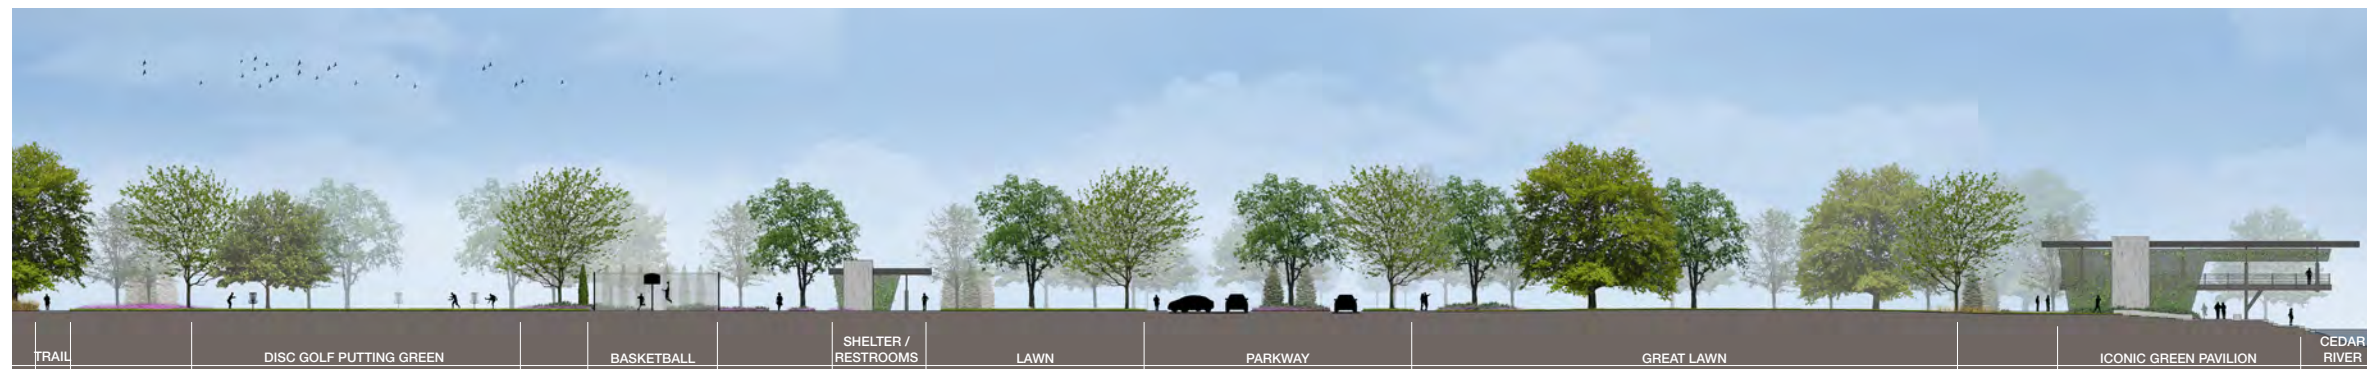 TRAIL
DISC GOLF PUTTING GREEN
BASKETBALL
SHELTER /
RESTROOMS
LAWN
PARKWAY
GREAT LAWN
ICONIC GREEN PAVILION
CEDAR
RIVER